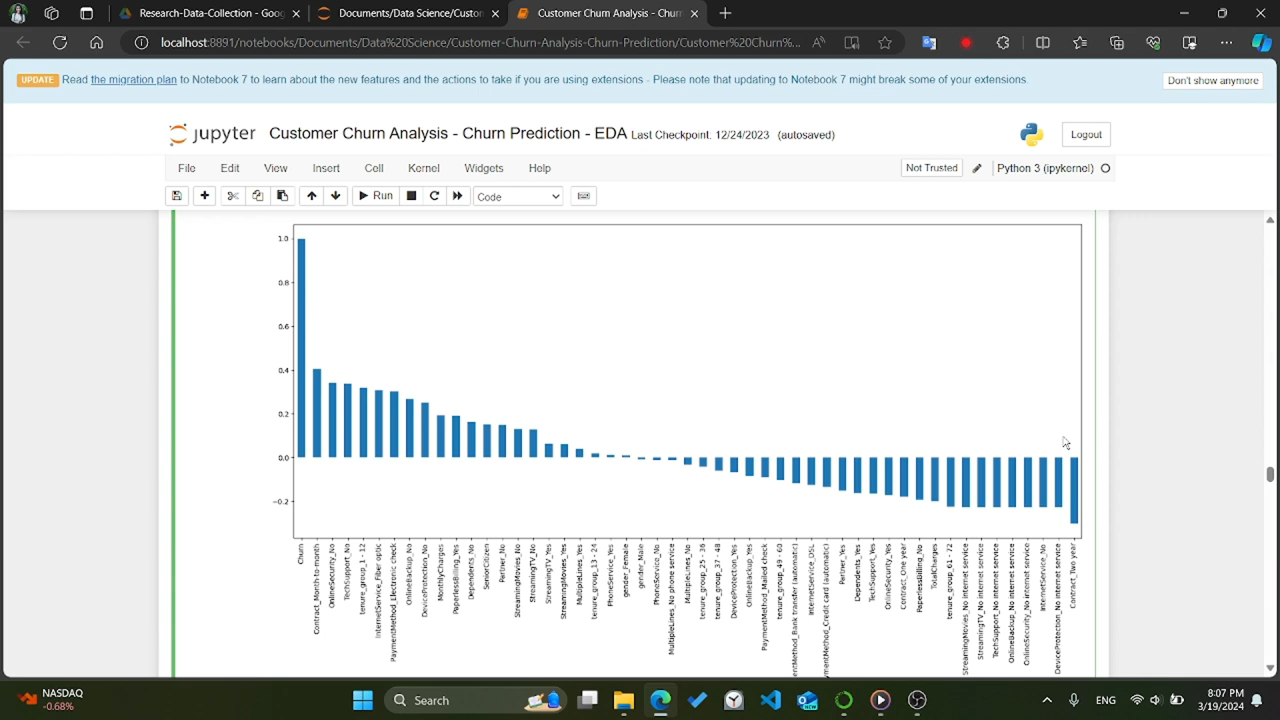 Research-Data-Collection - Goog
Documents/Data Science/Custom
Customer Churn Analysis - Churn
localhost:8891/notebooks/Documents/Data%20Science/Customer-Churn-Analysis-Churn-Prediction/Customer%20Churn%...
UPDATE Read the migration plan to Notebook 7 to learn about the new features and the actions to take if you are using extensions - Please note that updating to Notebook 7 might break some of your extensions.
Don't show anymore
jupyter Customer Churn Analysis - Churn Prediction - EDA Last Checkpoint: 12/24/2023 (autosaved)
Logout
File Edit View Insert Cell Kernel Widgets Help
Not Trusted
Python 3 (ipykernel)
Run
Code
1.0
0.8
0.6
0.4
0.2
0.0
−0.2
Churn
Contract_Month-to-month
OnlineSecurity_No
TechSupport_No
tenure_group_1 - 12
InternetService_Fiber optic
PaymentMethod_Electronic check
OnlineBackup_No
DeviceProtection_No
MonthlyCharges
PaperlessBilling_Yes
Dependents_No
SeniorCitizen
Partner_No
StreamingMovies_No
StreamingTV_No
StreamingTV_Yes
StreamingMovies_Yes
MultipleLines_Yes
tenure_group_13 - 24
PhoneService_Yes
gender_Female
gender_Male
PhoneService_No
MultipleLines_No phone service
MultipleLines_No
tenure_group_25 - 36
tenure_group_37 - 48
DeviceProtection_Yes
OnlineBackup_Yes
PaymentMethod_Mailed check
tenure_group_49 - 60
mentMethod_Bank transfer (automatic)
InternetService_DSL
ymentMethod_Credit card (automatic)
Partner_Yes
Dependents_Yes
TechSupport_Yes
OnlineSecurity_Yes
Contract_One year
PaperlessBilling_No
TotalCharges
tenure_group_61 - 72
StreamingMovies_No internet service
StreamingTV_No internet service
TechSupport_No internet service
OnlineBackup_No internet service
OnlineSecurity_No internet service
InternetService_No
DeviceProtection_No internet service
Contract_Two year
NASDAQ
-0.68%
Search
ENG
8:07 PM
3/19/2024